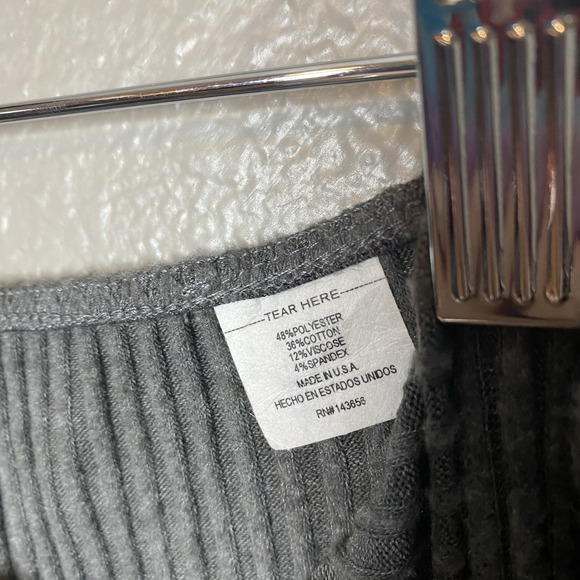 TEAR HERE
48%POLYESTER
36%COTTON
12%VISCOSE
4%SPANDEX
MADE IN U.S.A.
HECHO EN ESTADOS UNIDOS
RN#143656